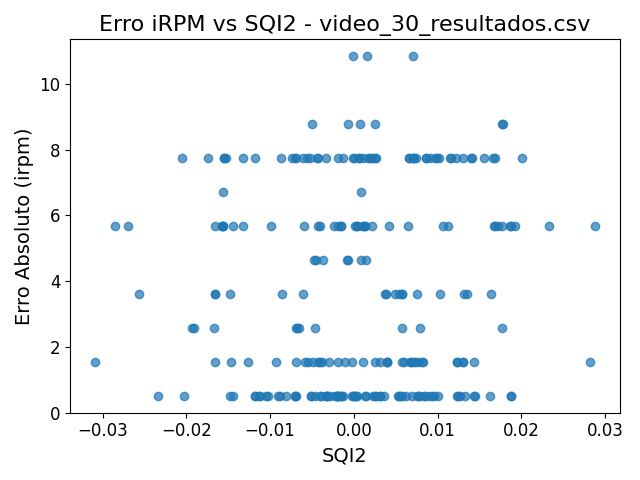 Erro iRPM vs SQI2 - video_30_resultados.csv
Erro Absoluto (irpm)
10
8
6
4
2
0
−0.03 −0.02 −0.01 0.00 0.01 0.02 0.03
SQI2